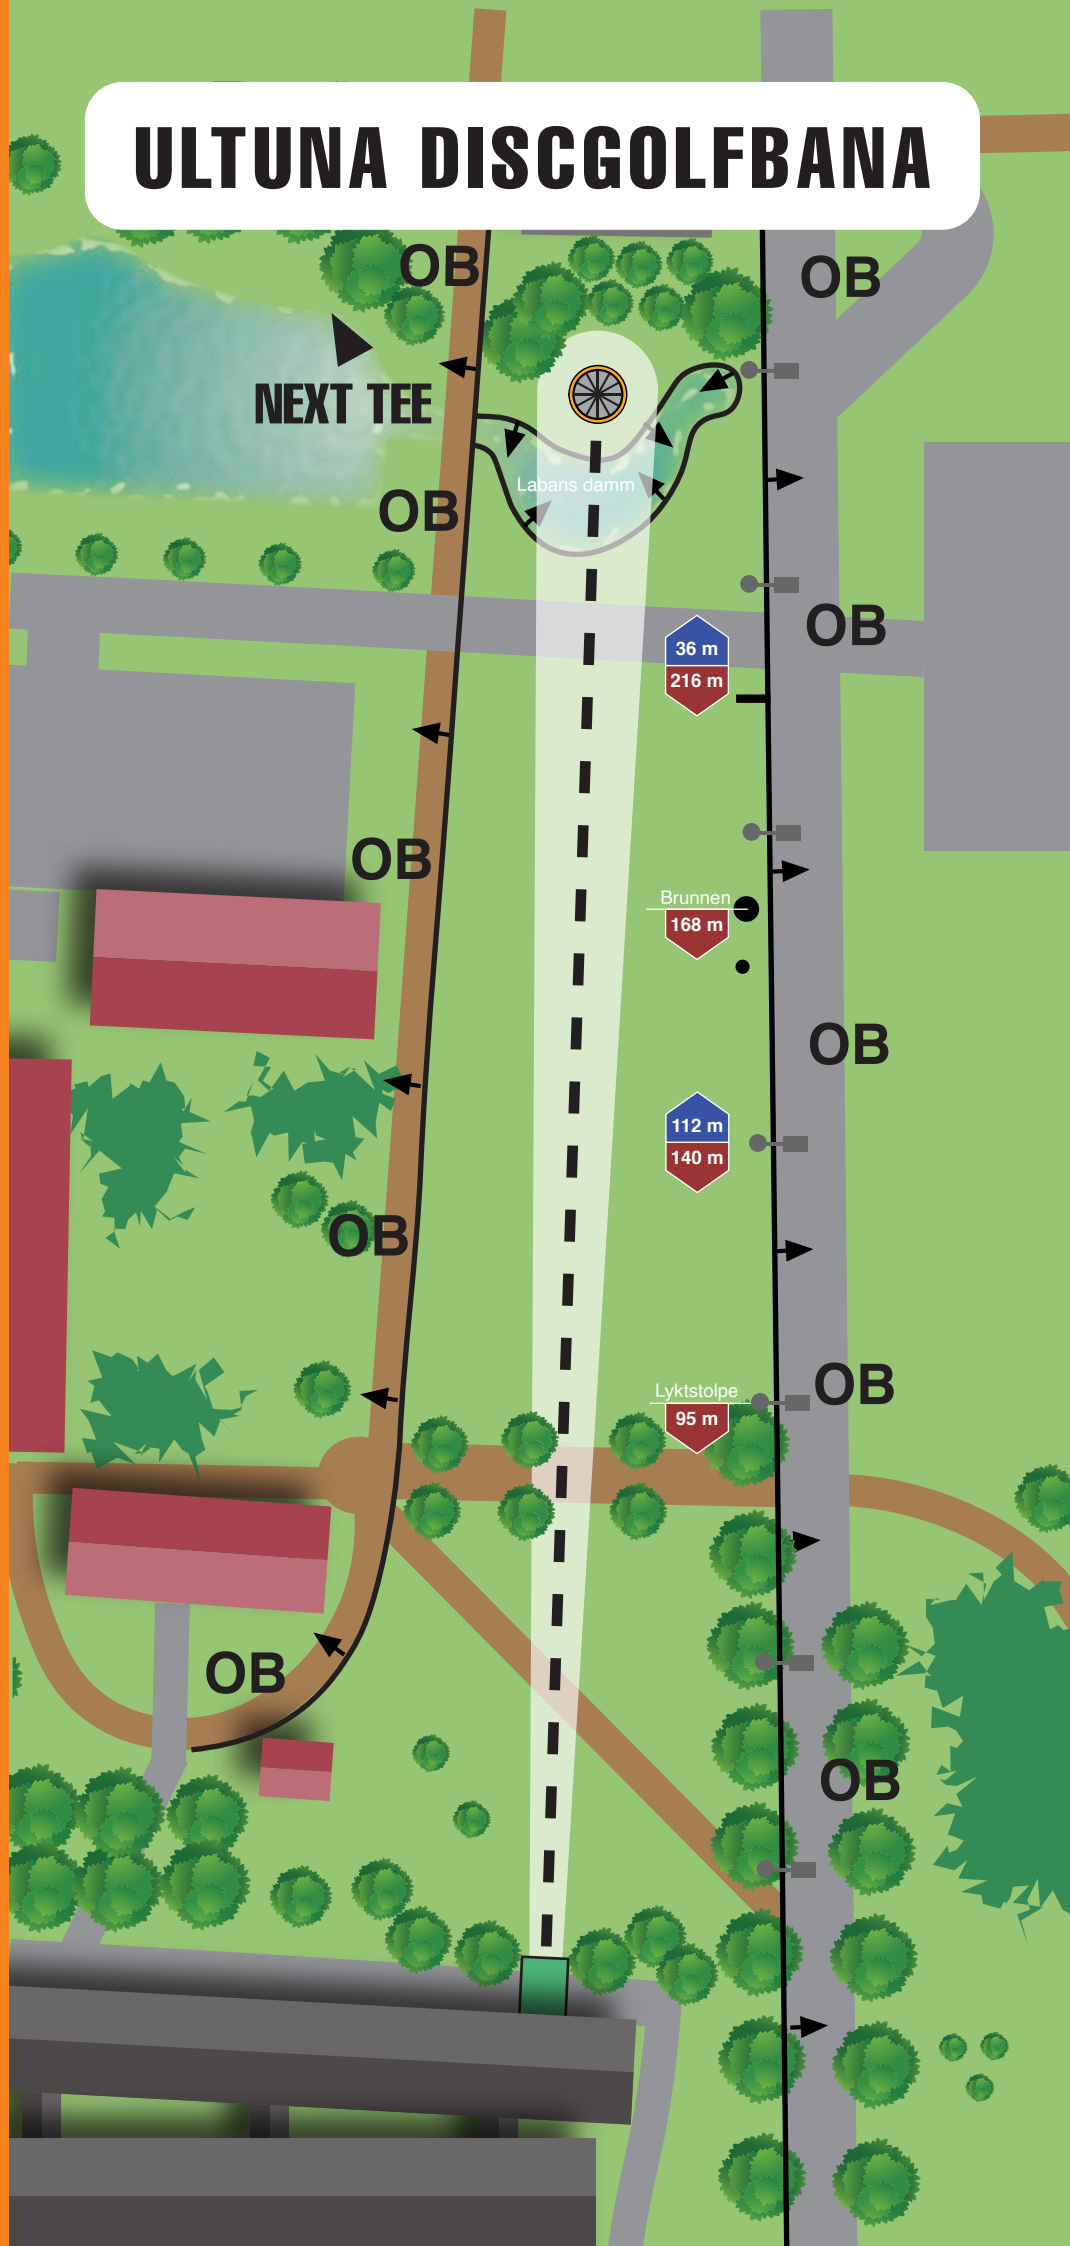 ULTUNA DISCGOLFBANA
OB
OB
NEXT TEE
Labans damm
OB
OB
36 m
216 m
OB
Brunnen
168 m
OB
112 m
140 m
OB
Lyktstolpe
OB
95 m
OB
OB